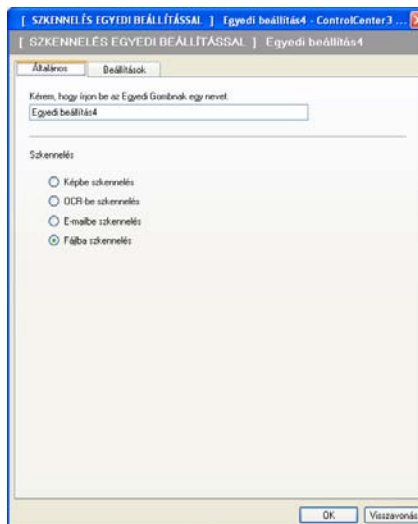 [ SZKENNELÉS EGYEDI BEÁLLÍTÁSSAL ] Egyedi beállítás4 - ControlCenter3 ...
[ SZKENNELÉS EGYEDI BEÁLLÍTÁSSAL ] Egyedi beállítás4
Általános Beállítások
Kérem, hogy írjon be az Egyedi Gombnak egy nevet.
Egyedi beállítás4
Szkennelés
Képbe szkennelés
OCR-be szkennelés
E-mailbe szkennelés
Fájlba szkennelés
OK Visszavonás